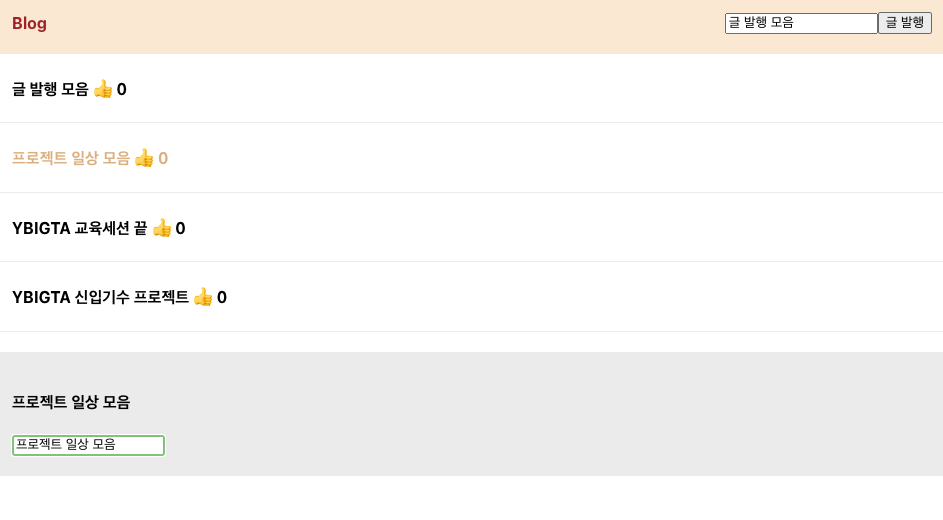 Blog
글 발행 모음 글 발행
글 발행 모음 👍 0
프로젝트 일상 모음 👍 0
YBIGTA 교육세션 끝 👍 0
YBIGTA 신입기수 프로젝트 👍 0
프로젝트 일상 모음
프로젝트 일상 모음